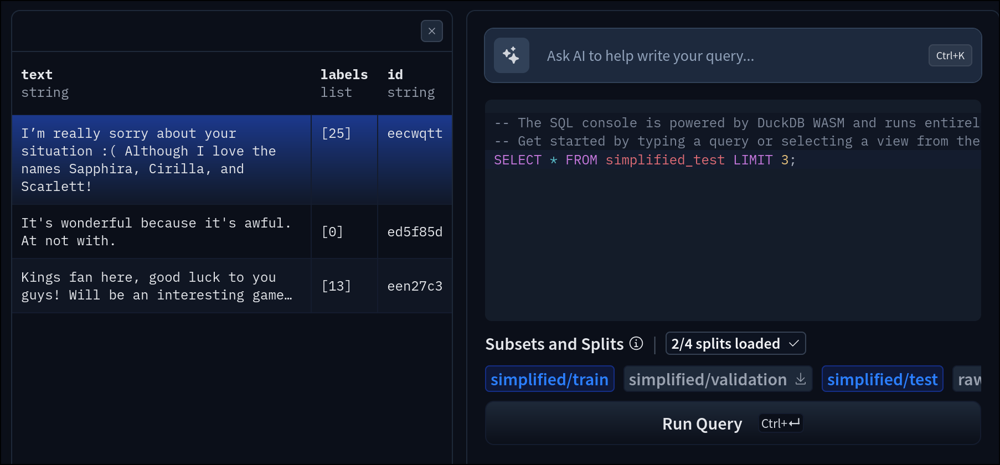 text
string
labels
list
id
string
I’m really sorry about your
situation :( Although I love the
names Sapphira, Cirilla, and
Scarlett!
[25]
eecwqtt
It's wonderful because it's awful.
At not with.
[0]
ed5f85d
Kings fan here, good luck to you
guys! Will be an interesting game…
[13]
een27c3
Ask AI to help write your query...
Ctrl+K
-- The SQL console is powered by DuckDB WASM and runs entirel
-- Get started by typing a query or selecting a view from the
SELECT * FROM simplified_test LIMIT 3;
Subsets and Splits
2/4 splits loaded
simplified/train
simplified/validation
simplified/test
raw
Run Query
Ctrl+↵